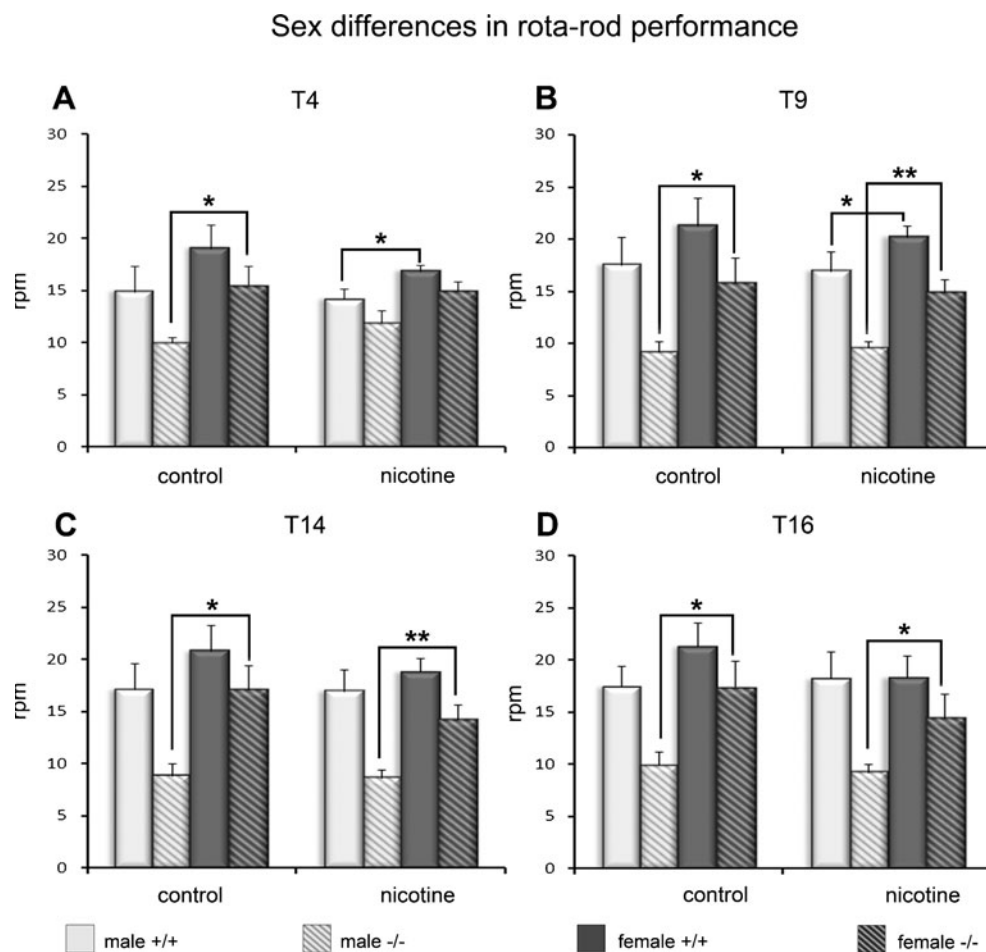 Sex differences in rota-rod performance
A
T4
30
25
20
15
10
5
0
rpm
*
*
control
nicotine
B
T9
30
25
20
15
10
5
0
rpm
*
*
**
control
nicotine
C
T14
30
25
20
15
10
5
0
rpm
*
**
control
nicotine
D
T16
30
25
20
15
10
5
0
rpm
*
*
control
nicotine
male +/+ male -/- female +/+ female -/-